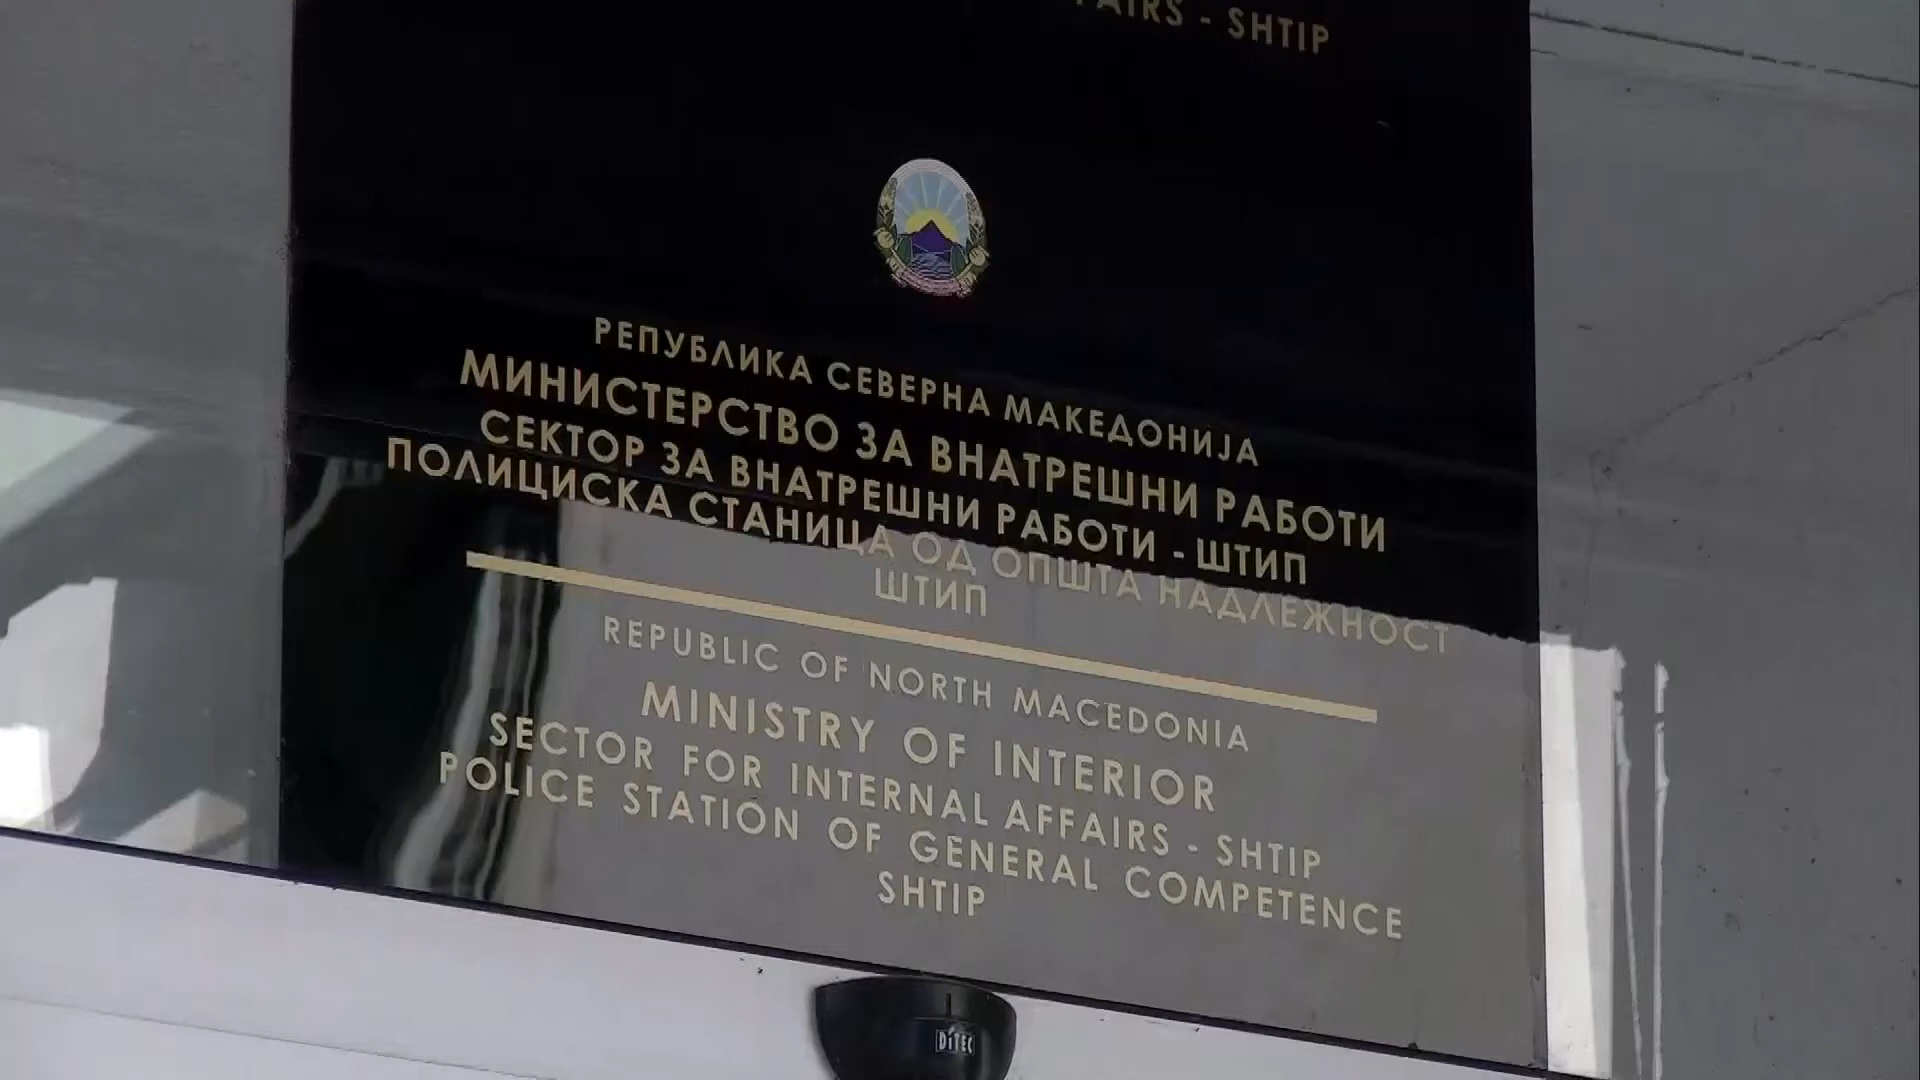 AFFAIRS - SHTIP
РЕПУБЛИКА СЕВЕРНА МАКЕДОНИЈА
МИНИСТЕРСТВО ЗА ВНАТРЕШНИ РАБОТИ
СЕКТОР ЗА ВНАТРЕШНИ РАБОТИ - ШТИП
ПОЛИЦИСКА СТАНИЦА ОД ОПШТА НАДЛЕЖНОСТ
ШТИП
REPUBLIC OF NORTH MACEDONIA
MINISTRY OF INTERIOR
SECTOR FOR INTERNAL AFFAIRS - SHTIP
POLICE STATION OF GENERAL COMPETENCE
SHTIP
DITEC